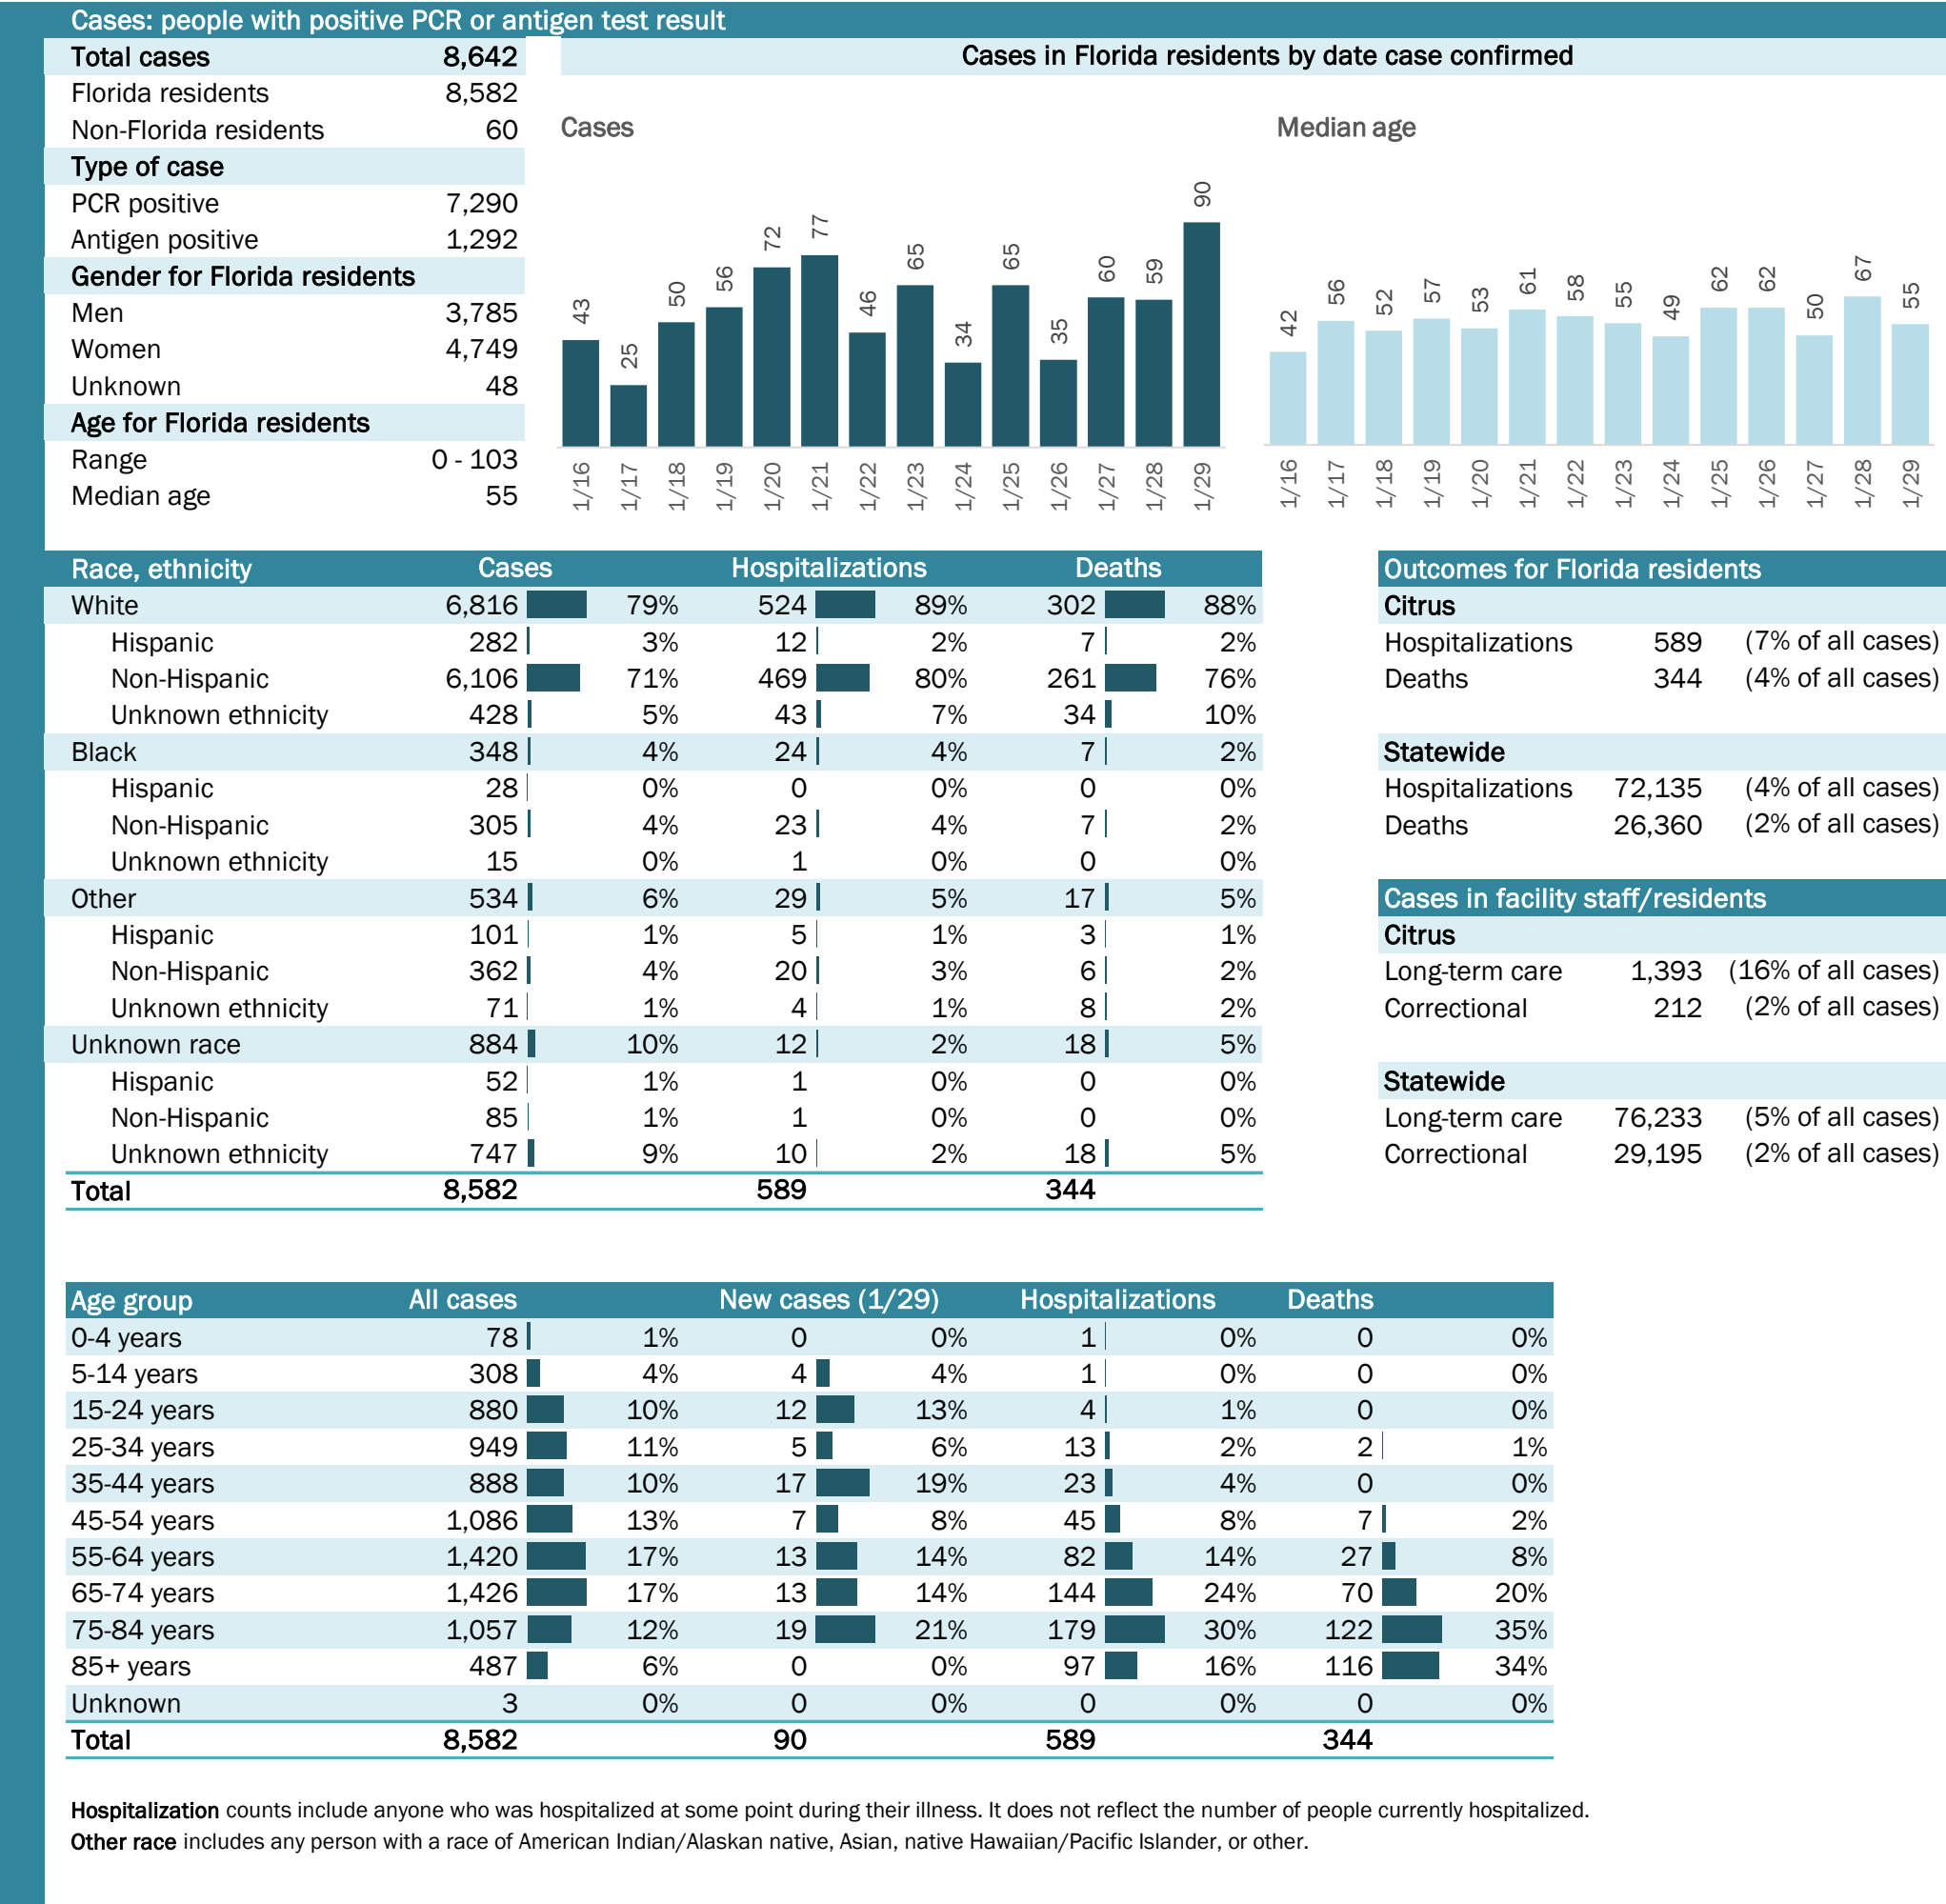 Cases: people with positive PCR or antigen test result
Total cases 8,642
Florida residents 8,582
Non-Florida residents 60
Type of case
PCR positive 7,290
Antigen positive 1,292
Gender for Florida residents
Men 3,785
Women 4,749
Unknown 48
Age for Florida residents
Range 0 - 103
Median age 55
Cases in Florida residents by date case confirmed
Cases
43 25 50 56 72 77 46 65 34 65 35 60 59 90
1/16 1/17 1/18 1/19 1/20 1/21 1/22 1/23 1/24 1/25 1/26 1/27 1/28 1/29
Median age
42 56 52 57 53 61 58 55 49 62 62 50 67 55
1/16 1/17 1/18 1/19 1/20 1/21 1/22 1/23 1/24 1/25 1/26 1/27 1/28 1/29
Race, ethnicity Cases Hospitalizations Deaths
White 6,816 79% 524 89% 302 88%
Hispanic 282 3% 12 2% 7 2%
Non-Hispanic 6,106 71% 469 80% 261 76%
Unknown ethnicity 428 5% 43 7% 34 10%
Black 348 4% 24 4% 7 2%
Hispanic 28 0% 0 0% 0 0%
Non-Hispanic 305 4% 23 4% 7 2%
Unknown ethnicity 15 0% 1 0% 0 0%
Other 534 6% 29 5% 17 5%
Hispanic 101 1% 5 1% 3 1%
Non-Hispanic 362 4% 20 3% 6 2%
Unknown ethnicity 71 1% 4 1% 8 2%
Unknown race 884 10% 12 2% 18 5%
Hispanic 52 1% 1 0% 0 0%
Non-Hispanic 85 1% 1 0% 0 0%
Unknown ethnicity 747 9% 10 2% 18 5%
Total 8,582 589 344
Outcomes for Florida residents
Citrus
Hospitalizations 589 (7% of all cases)
Deaths 344 (4% of all cases)
Statewide
Hospitalizations 72,135 (4% of all cases)
Deaths 26,360 (2% of all cases)
Cases in facility staff/residents
Citrus
Long-term care 1,393 (16% of all cases)
Correctional 212 (2% of all cases)
Statewide
Long-term care 76,233 (5% of all cases)
Correctional 29,195 (2% of all cases)
Age group All cases New cases (1/29) Hospitalizations Deaths
0-4 years 78 1% 0 0% 1 0% 0 0%
5-14 years 308 4% 4 4% 1 0% 0 0%
15-24 years 880 10% 12 13% 4 1% 0 0%
25-34 years 949 11% 5 6% 13 2% 2 1%
35-44 years 888 10% 17 19% 23 4% 0 0%
45-54 years 1,086 13% 7 8% 45 8% 7 2%
55-64 years 1,420 17% 13 14% 82 14% 27 8%
65-74 years 1,426 17% 13 14% 144 24% 70 20%
75-84 years 1,057 12% 19 21% 179 30% 122 35%
85+ years 487 6% 0 0% 97 16% 116 34%
Unknown 3 0% 0 0% 0 0% 0 0%
Total 8,582 90 589 344
Hospitalization counts include anyone who was hospitalized at some point during their illness. It does not reflect the number of people currently hospitalized.
Other race includes any person with a race of American Indian/Alaskan native, Asian, native Hawaiian/Pacific Islander, or other.